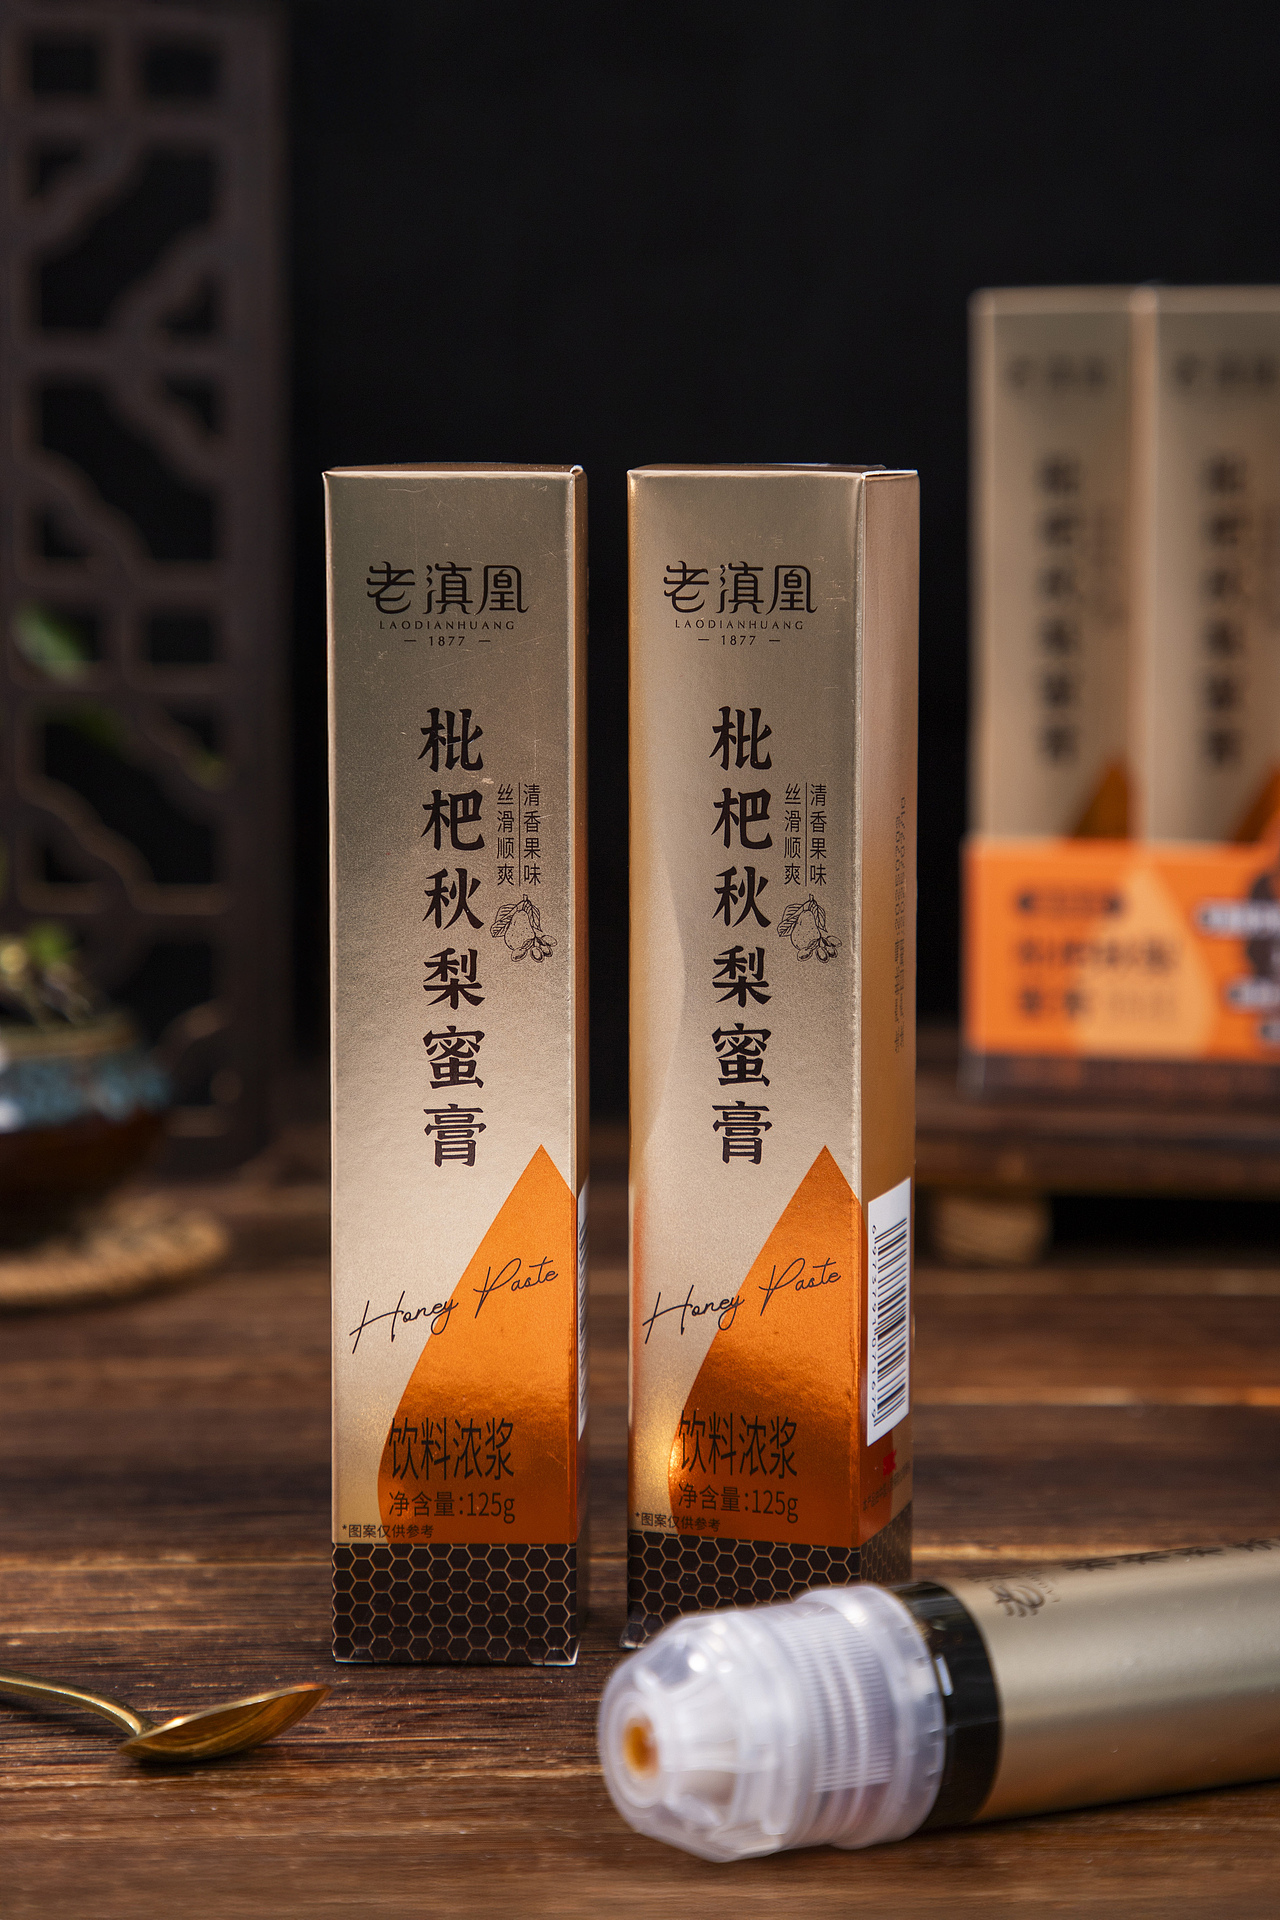 老滇凰
LAODIANHUANG
1877
枇杷秋梨蜜膏
清香果味
丝滑顺爽
Honey Paste
饮料浓浆
净含量:125g
*图案仅供参考
老滇凰
LAODIANHUANG
1877
枇杷秋梨蜜膏
清香果味
丝滑顺爽
Honey Paste
饮料浓浆
净含量:125g
*图案仅供参考